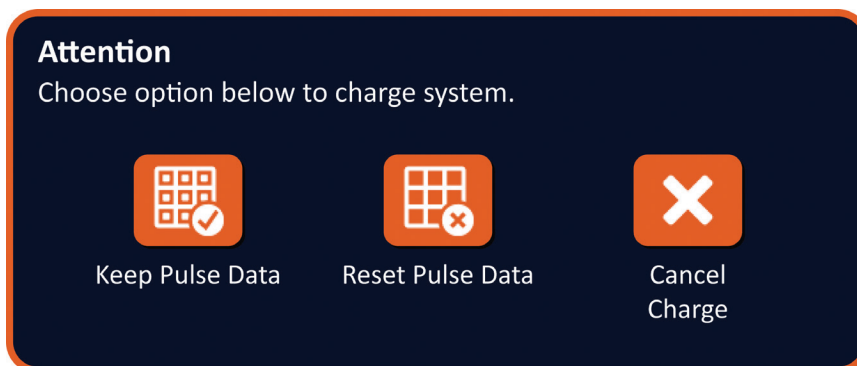 Attention
Choose option below to charge system.
Keep Pulse Data
Reset Pulse Data
Cancel
Charge